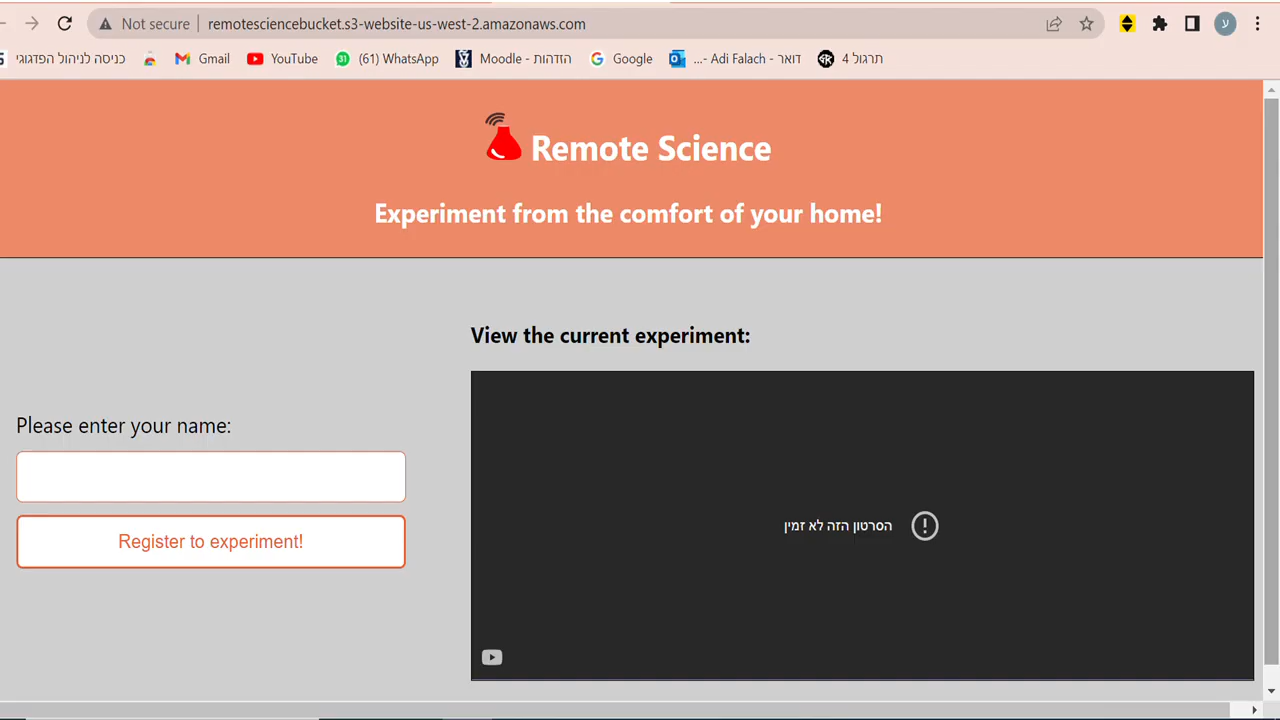 Not secure | remotesciencebucket.s3-website-us-west-2.amazonaws.com
כניסה לניהול הפדגוגי Gmail YouTube (61) WhatsApp Moodle - הזדהות Google דואר - Adi Falach -... תרגול 4
Remote Science
Experiment from the comfort of your home!
View the current experiment:
Please enter your name:
Register to experiment!
הסרטון הזה לא זמין